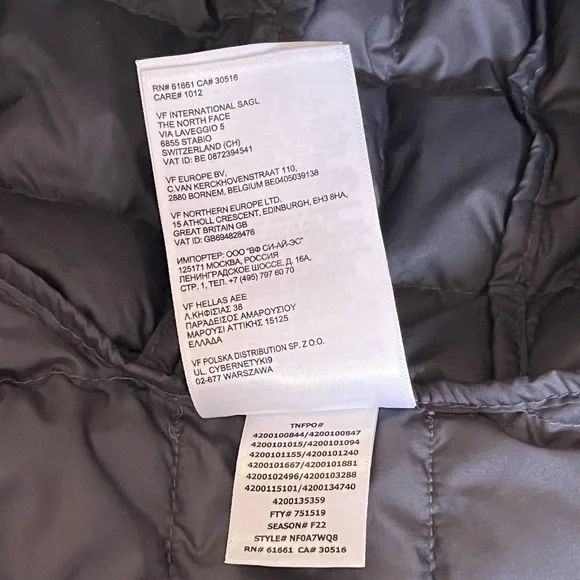 RN# 61661 CA# 30516
CARE# 1012
VF INTERNATIONAL SAGL
THE NORTH FACE
VIA LAVEGGIO 5
6855 STABIO
SWITZERLAND (CH)
VAT ID: BE 0872394541
VF EUROPE BV,
C.VAN KERCKHOVENSTRAAT 110,
2880 BORNEM, BELGIUM BE0405039138
VF NORTHERN EUROPE LTD.
15 ATHOLL CRESCENT, EDINBURGH, EH3 8HA,
GREAT BRITAIN GB
VAT ID: GB694828476
ИМПОРТЕР: ООО "ВФ СИ-АЙ-ЭС"
125171 МОСКВА, РОССИЯ
ЛЕНИНГРАДСКОЕ ШОССЕ, Д. 16А,
СТР. 1, ТЕЛ. +7 (495) 797 60 70
VF HELLAS AEE
Λ.ΚΗΦΙΣΙΑΣ 38
ΠΑΡΑΔΕΙΣΟΣ ΑΜΑΡΟΥΣΙΟΥ
ΜΑΡΟΥΣΙ ΑΤΤΙΚΗΣ 15125
ΕΛΛΑΔΑ
VF POLSKA DISTRIBUTION SP. Z O.O.
UL. CYBERNETYKI9
02-677 WARSZAWA
TNFPO#
4200100844/4200100847
4200101015/4200101094
4200101155/4200101240
4200101667/4200101881
4200102496/4200103288
4200115101/4200134740
4200135359
FTY# 751519
SEASON# F22
STYLE# NF0A7WQ8
RN# 61661 CA# 30516